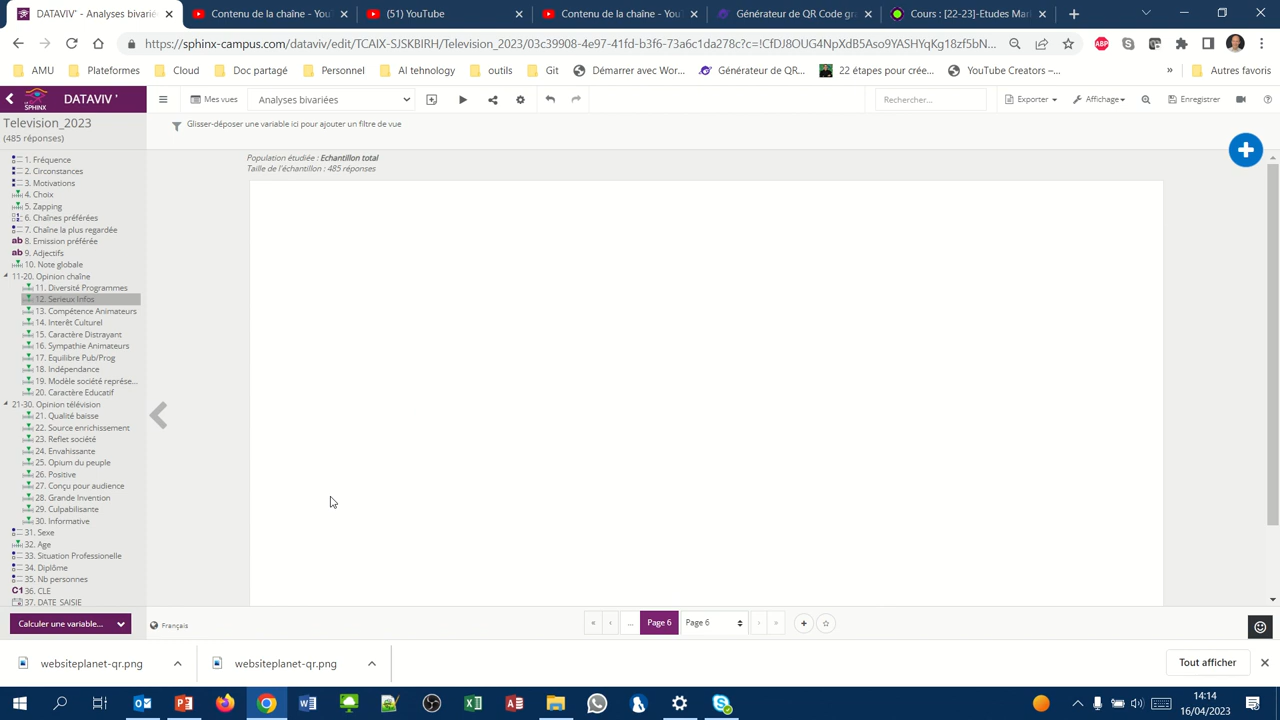 DATAVIV' - Analyses bivarié
Contenu de la chaîne - You
(51) YouTube
Contenu de la chaîne - You
Générateur de QR Code gra
Cours : [22-23]-Etudes Mar
https://sphinx-campus.com/dataviv/edit/TCAIX-SJSKBIRH/Television_2023/03c39908-4e97-41fd-b3f6-73a6c1da278c?c=!CfDJ8OUG4NpXdB5Aso9YASHYqKg18zf5bN...
AMU
Plateformes
Cloud
Doc partagé
Personnel
AI tehnology
outils
Git
Démarrer avec Wor...
Générateur de QR...
22 étapes pour crée...
YouTube Creators –...
»
Autres favoris
SPHINX
DATAVIV '
Mes vues
Analyses bivariées
Rechercher...
Exporter
Affichage
Enregistrer
Television_2023
(485 réponses)
Glisser-déposer une variable ici pour ajouter un filtre de vue
Population étudiée : Echantillon total
Taille de l'échantillon : 485 réponses
1. Fréquence
2. Circonstances
3. Motivations
4. Choix
5. Zapping
6. Chaînes préférées
7. Chaîne la plus regardée
ab 8. Emission préférée
ab 9. Adjectifs
10. Note globale
11-20. Opinion chaîne
11. Diversité Programmes
12. Serieux Infos
13. Compétence Animateurs
14. Interêt Culturel
15. Caractère Distrayant
16. Sympathie Animateurs
17. Equilibre Pub/Prog
18. Indépendance
19. Modèle société représe...
20. Caractère Educatif
21-30. Opinion télévision
21. Qualité baisse
22. Source enrichissement
23. Reflet société
24. Envahissante
25. Opium du peuple
26. Positive
27. Conçu pour audience
28. Grande Invention
29. Culpabilisante
30. Informative
31. Sexe
32. Age
33. Situation Professionelle
34. Diplôme
35. Nb personnes
C1 36. CLE
37. DATE_SAISIE
Calculer une variable...
Français
« ‹ ... Page 6 Page 6 › »
websiteplanet-qr.png
websiteplanet-qr.png
Tout afficher
14:14
16/04/2023